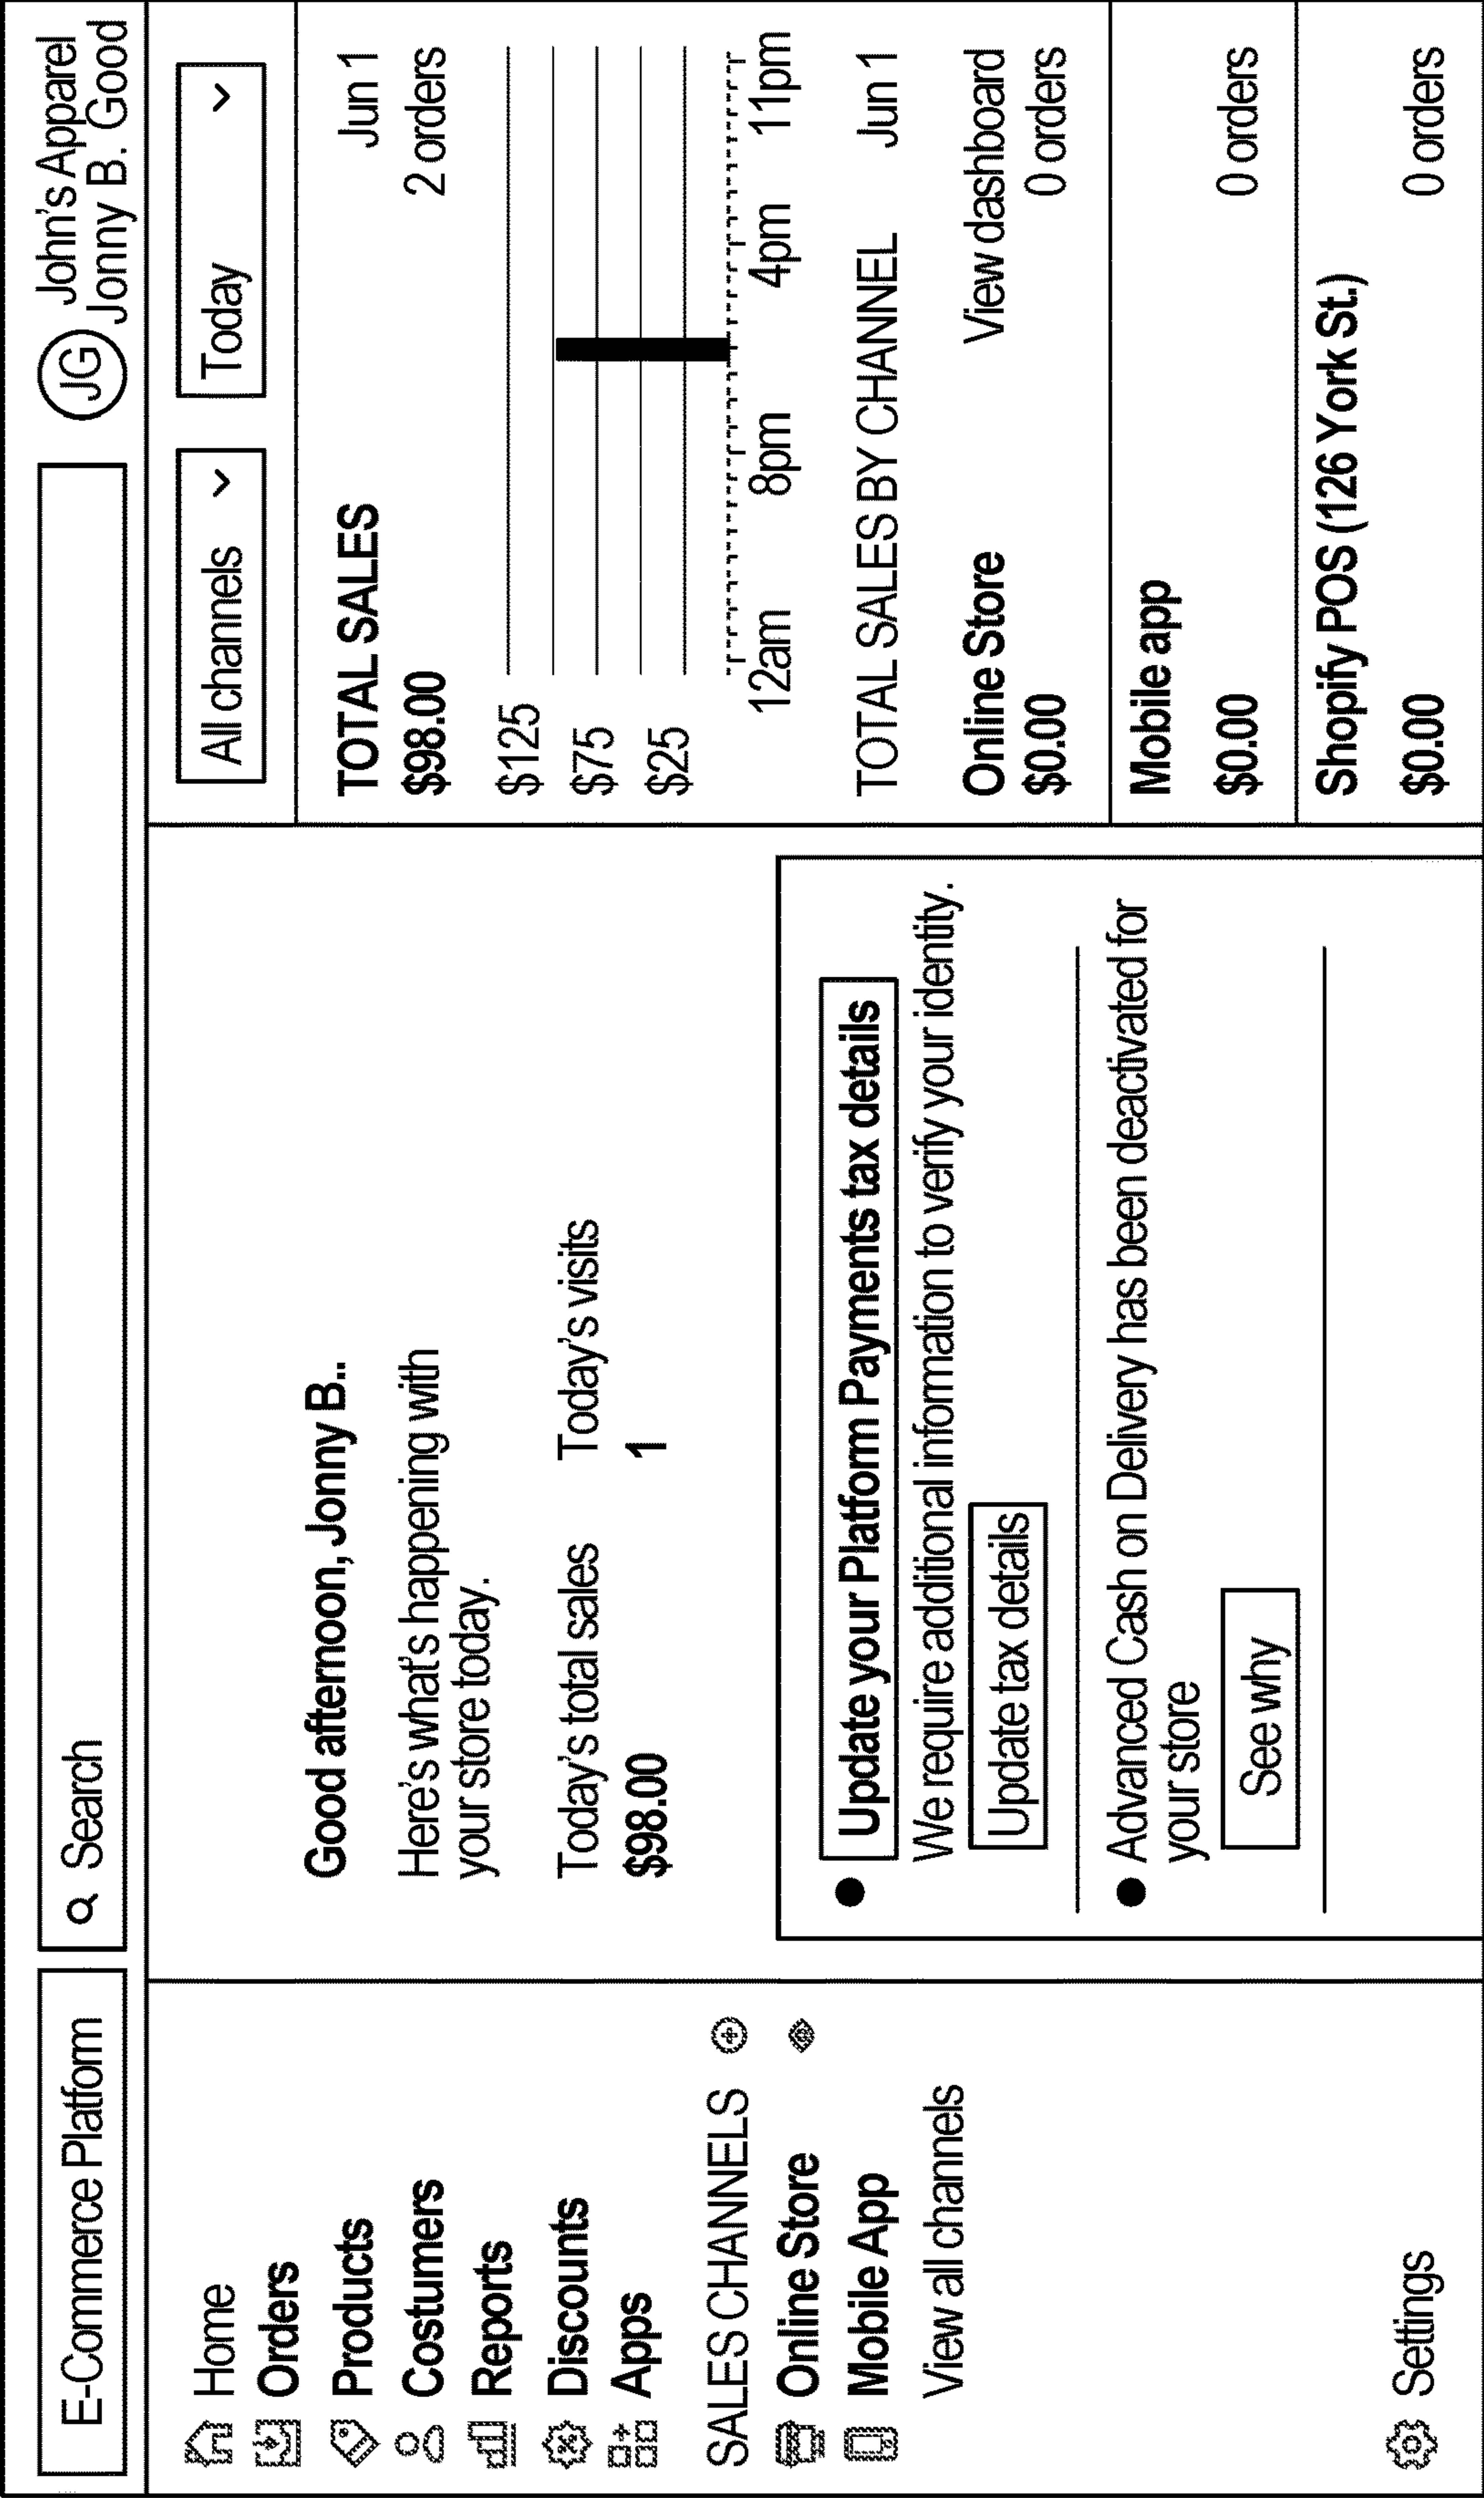 E-Commerce Platform
Search
JG
John's Apparel
Jonny B. Good
Home
Orders
Products
Costumers
Reports
Discounts
Apps
SALES CHANNELS
Online Store
Mobile App
View all channels
Settings
Good afternoon, Jonny B..
Here's what's happening with
your store today.
Today's total sales Today's visits
$98.00 1
Update your Platform Payments tax details
We require additional information to verify your identity.
Update tax details
Advanced Cash on Delivery has been deactivated for
your store
See why
All channels Today
TOTAL SALES Jun 1
$98.00 2 orders
$125
$75
$25
12am 8pm 4pm 11pm
TOTAL SALES BY CHANNEL Jun 1
Online Store View dashboard
$0.00 0 orders
Mobile app
$0.00 0 orders
Shopify POS (126 York St.)
$0.00 0 orders